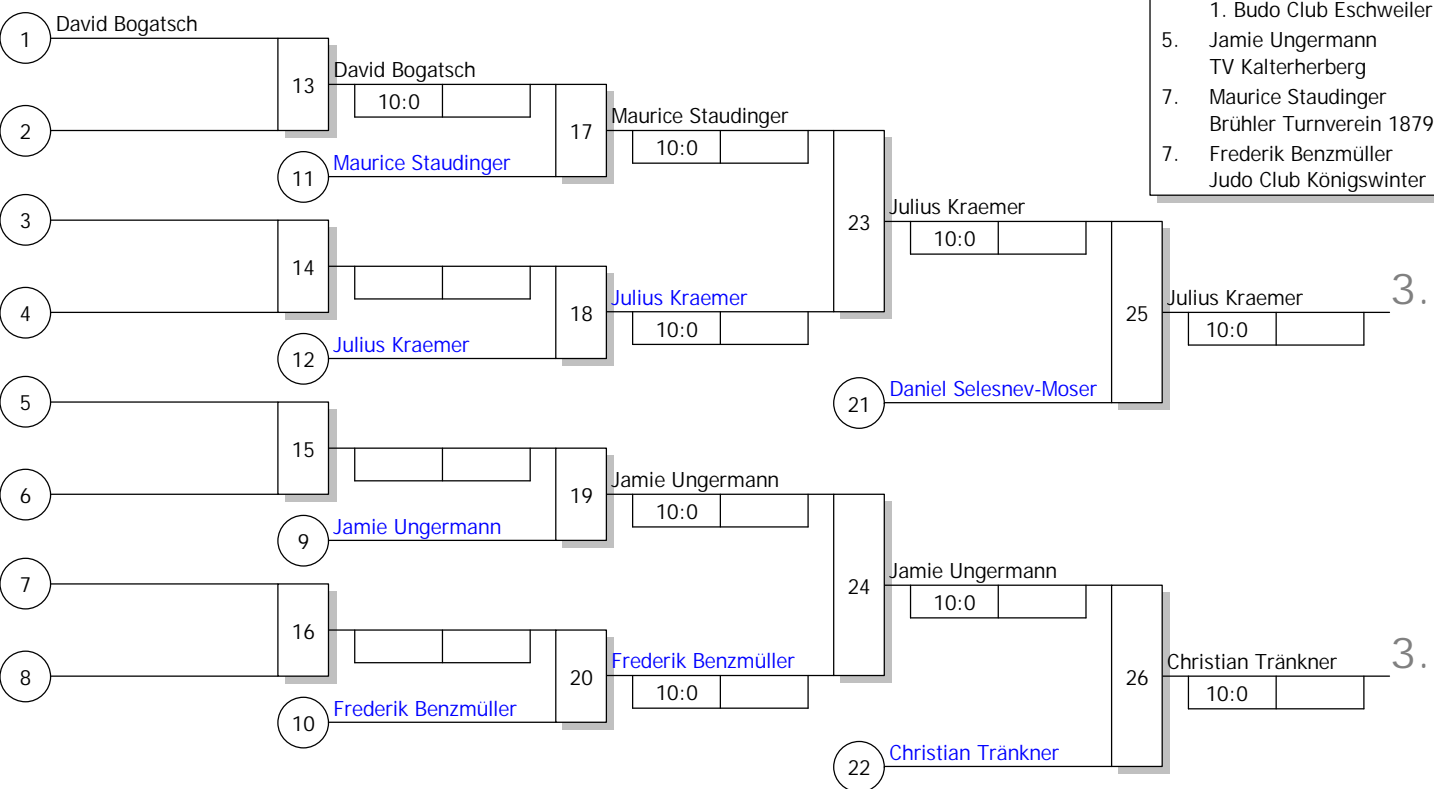 1. Budo Club Eschweiler
5. Jamie Ungermann
TV Kalterherberg
7. Maurice Staudinger
Brühler Turnverein 1879
7. Frederik Benzmüller
Judo Club Königswinter
1 David Bogatsch
2
13 David Bogatsch
10:0
11 Maurice Staudinger
17 Maurice Staudinger
10:0
3
4
14
12 Julius Kraemer
18 Julius Kraemer
10:0
23 Julius Kraemer
10:0
21 Daniel Selesnev-Moser
25 Julius Kraemer 3.
10:0
5
6
15
9 Jamie Ungermann
19 Jamie Ungermann
10:0
7
8
16
10 Frederik Benzmüller
20 Frederik Benzmüller
10:0
24 Jamie Ungermann
10:0
22 Christian Tränkner
26 Christian Tränkner 3.
10:0